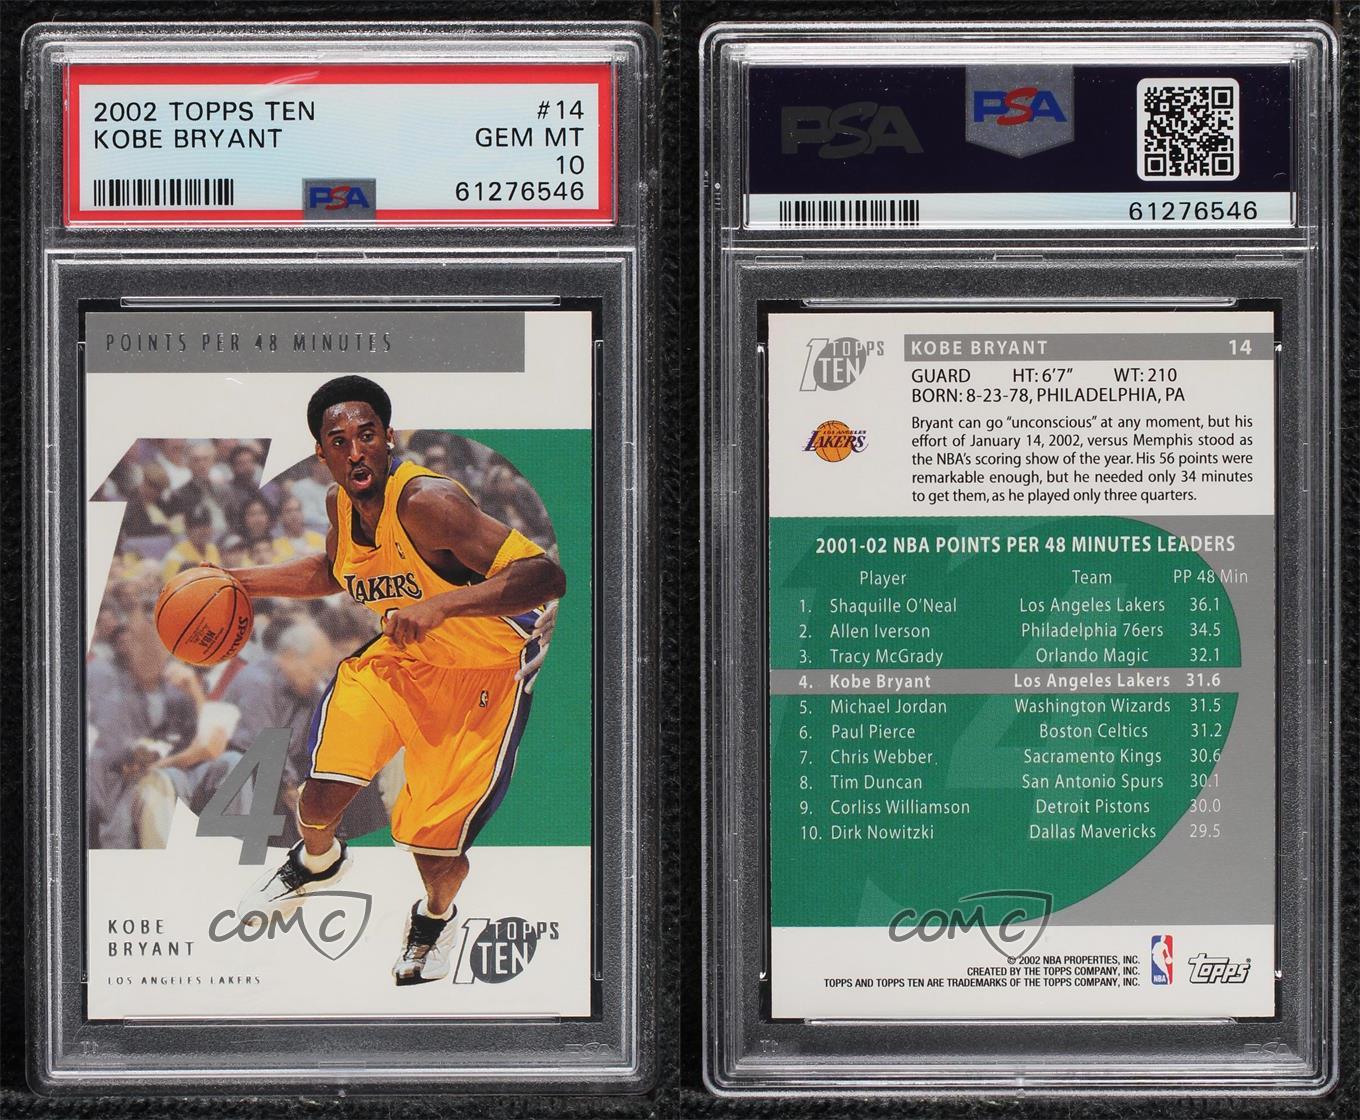 2002 TOPPS TEN #14
KOBE BRYANT GEM MT
10
PSA 61276546
POINTS PER 48 MINUTES
LAKERS
SPALDING
NBA
4
KOBE
BRYANT
LOS ANGELES LAKERS
TOPPS
TEN
COMC
PSA PSA
61276546
TOPPS
TEN
KOBE BRYANT 14
GUARD HT: 6'7" WT: 210
BORN: 8-23-78, PHILADELPHIA, PA
LOS ANGELES
LAKERS
Bryant can go "unconscious" at any moment, but his
effort of January 14, 2002, versus Memphis stood as
the NBA's scoring show of the year. His 56 points were
remarkable enough, but he needed only 34 minutes
to get them, as he played only three quarters.
2001-02 NBA POINTS PER 48 MINUTES LEADERS
Player Team PP 48 Min
1. Shaquille O'Neal Los Angeles Lakers 36.1
2. Allen Iverson Philadelphia 76ers 34.5
3. Tracy McGrady Orlando Magic 32.1
4. Kobe Bryant Los Angeles Lakers 31.6
5. Michael Jordan Washington Wizards 31.5
6. Paul Pierce Boston Celtics 31.2
7. Chris Webber Sacramento Kings 30.6
8. Tim Duncan San Antonio Spurs 30.1
9. Corliss Williamson Detroit Pistons 30.0
10. Dirk Nowitzki Dallas Mavericks 29.5
COMC
© 2002 NBA PROPERTIES, INC.
CREATED BY THE TOPPS COMPANY, INC.
TOPPS AND TOPPS TEN ARE TRADEMARKS OF THE TOPPS COMPANY, INC.
NBA
TOPPS®